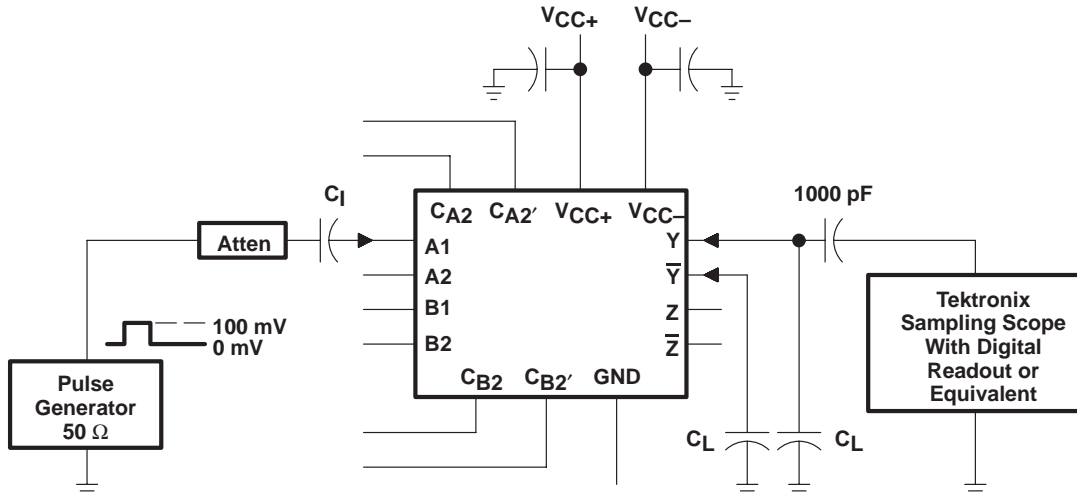 VCC+
VCC–
CI
1000 pF
CA2
CA2′
VCC+
VCC–
Atten
A1
A2
B1
B2
Y
Y̅
Z
Z̅
100 mV
0 mV
Pulse
Generator
50 Ω
CB2
CB2′
GND
CL
CL
Tektronix
Sampling Scope
With Digital
Readout or
Equivalent